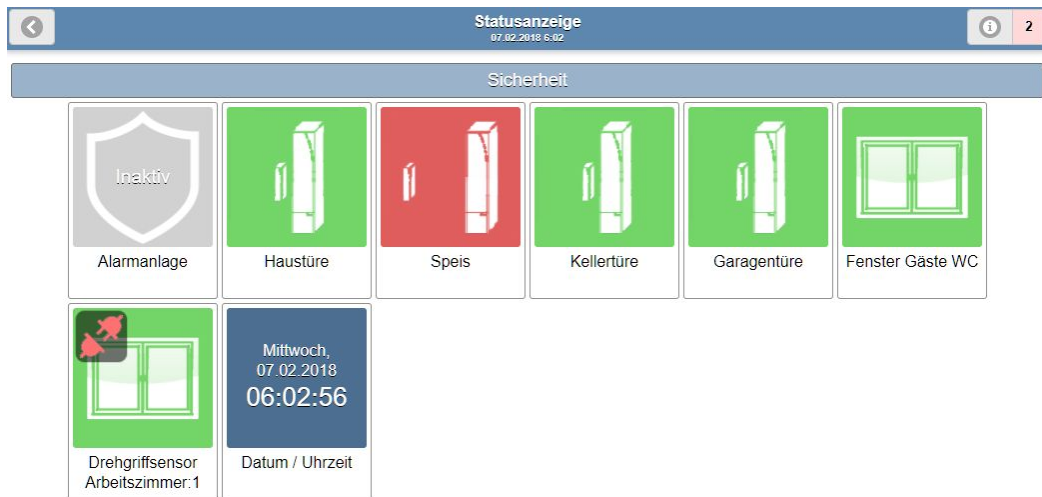 Statusanzeige
07.02.2018 6:02
2
Sicherheit
Inaktiv
Alarmanlage
Haustüre
Speis
Kellertüre
Garagentüre
Fenster Gäste WC
Drehgriffsensor
Arbeitszimmer:1
Mittwoch,
07.02.2018
06:02:56
Datum / Uhrzeit